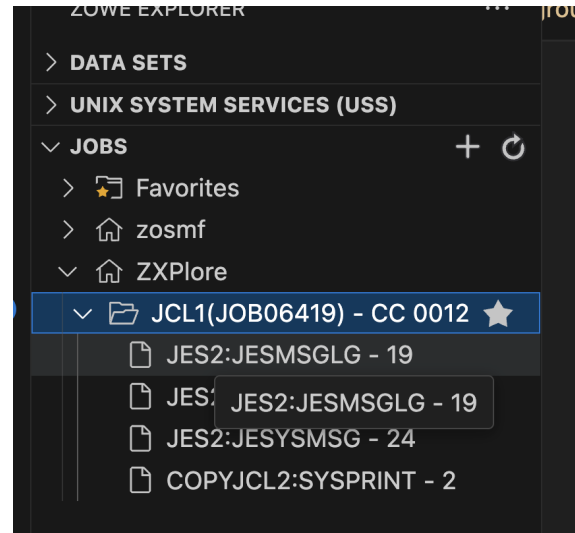 ZOWE EXPLORER
DATA SETS
UNIX SYSTEM SERVICES (USS)
JOBS
Favorites
zosmf
ZXPlore
JCL1(JOB06419) - CC 0012
JES2:JESMSGLG - 19
JES2
JES2:JESMSGLG - 19
JES2:JESYSMSG - 24
COPYJCL2:SYSPRINT - 2